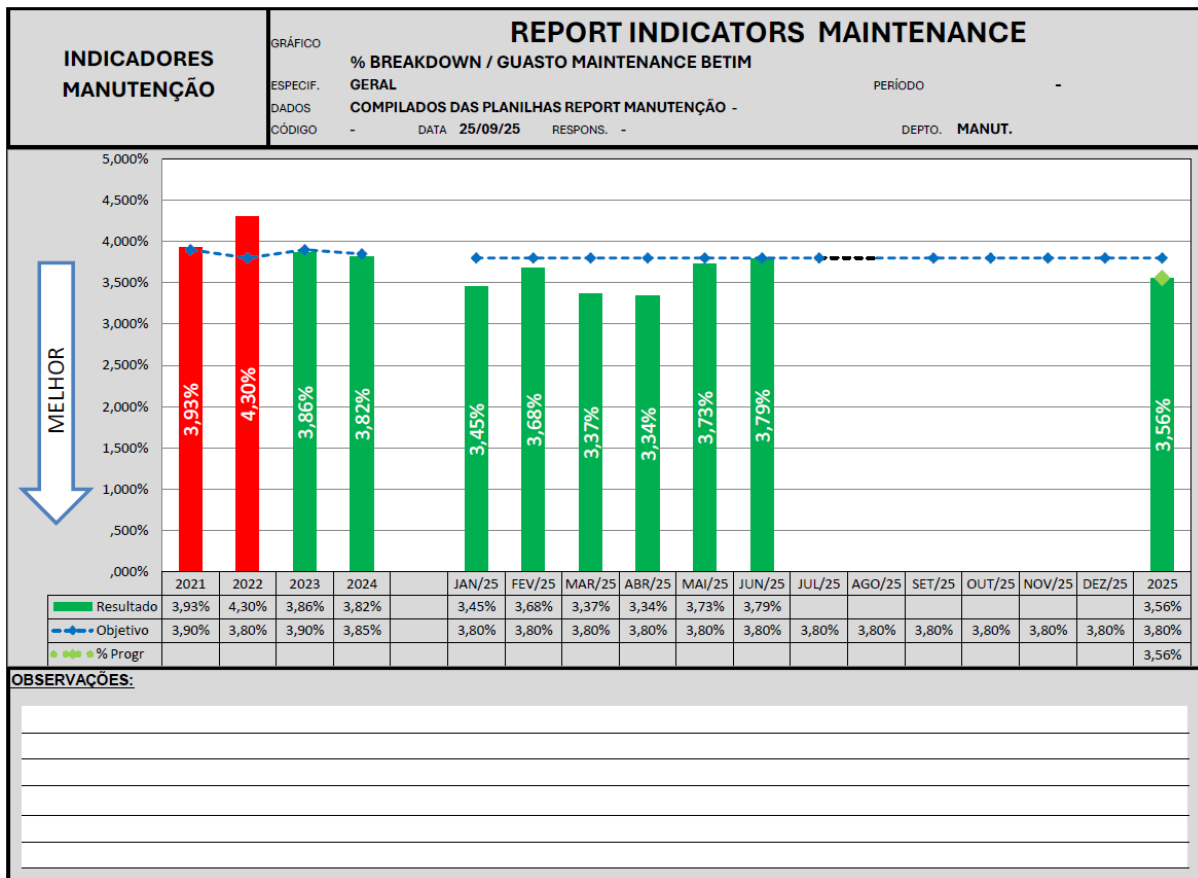 INDICADORES
MANUTENÇÃO
REPORT INDICATORS MAINTENANCE
GRÁFICO
% BREAKDOWN / GUASTO MAINTENANCE BETIM
ESPECIF. GERAL PERÍODO -
DADOS COMPILADOS DAS PLANILHAS REPORT MANUTENÇÃO -
CÓDIGO - DATA 25/09/25 RESPONS. - DEPTO. MANUT.
5,000%
4,500%
4,000%
3,500%
3,000%
2,500%
2,000%
1,500%
1,000%
,500%
,000%
MELHOR
3,93% 4,30% 3,86% 3,82% 3,45% 3,68% 3,37% 3,34% 3,73% 3,79% 3,56%
2021 2022 2023 2024 JAN/25 FEV/25 MAR/25 ABR/25 MAI/25 JUN/25 JUL/25 AGO/25 SET/25 OUT/25 NOV/25 DEZ/25 2025
Resultado 3,93% 4,30% 3,86% 3,82% 3,45% 3,68% 3,37% 3,34% 3,73% 3,79% 3,56%
Objetivo 3,90% 3,80% 3,90% 3,85% 3,80% 3,80% 3,80% 3,80% 3,80% 3,80% 3,80% 3,80% 3,80% 3,80% 3,80% 3,80% 3,80%
% Progr 3,56%
OBSERVAÇÕES: